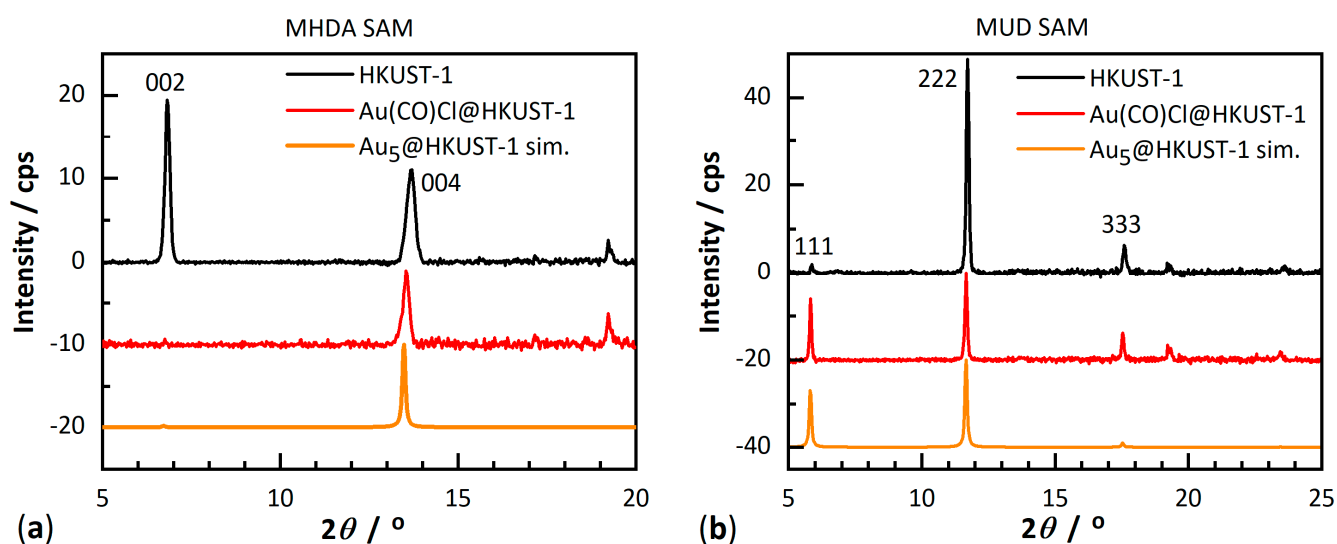 MHDA SAM
002
HKUST-1
Au(CO)Cl@HKUST-1
Au₅@HKUST-1 sim.
004
Intensity / cps
20
10
0
-10
-20
5
10
15
20
2θ / °
(a)
MUD SAM
222
HKUST-1
Au(CO)Cl@HKUST-1
Au₅@HKUST-1 sim.
111
333
Intensity / cps
40
20
0
-20
-40
5
10
15
20
25
2θ / °
(b)